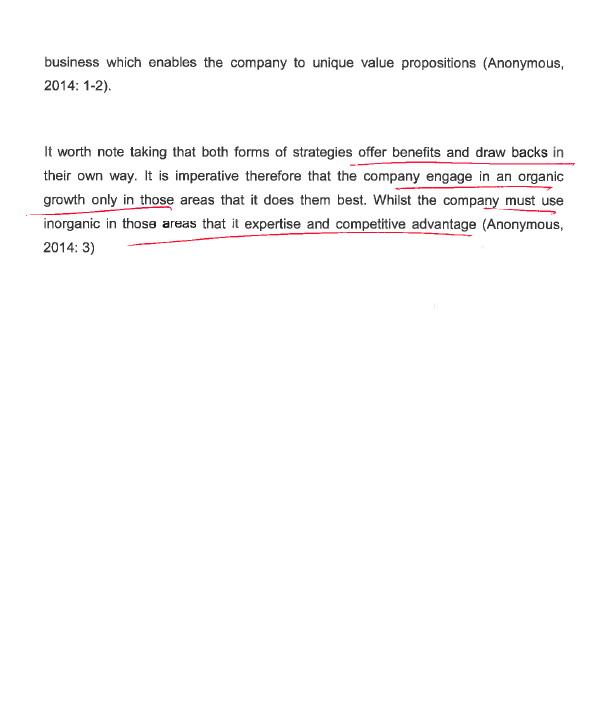 business which enables the company to unique value propositions (Anonymous,
2014: 1-2).
It worth note taking that both forms of strategies offer benefits and draw backs in
their own way. It is imperative therefore that the company engage in an organic
growth only in those areas that it does them best. Whilst the company must use
inorganic in those areas that it expertise and competitive advantage (Anonymous,
2014: 3)